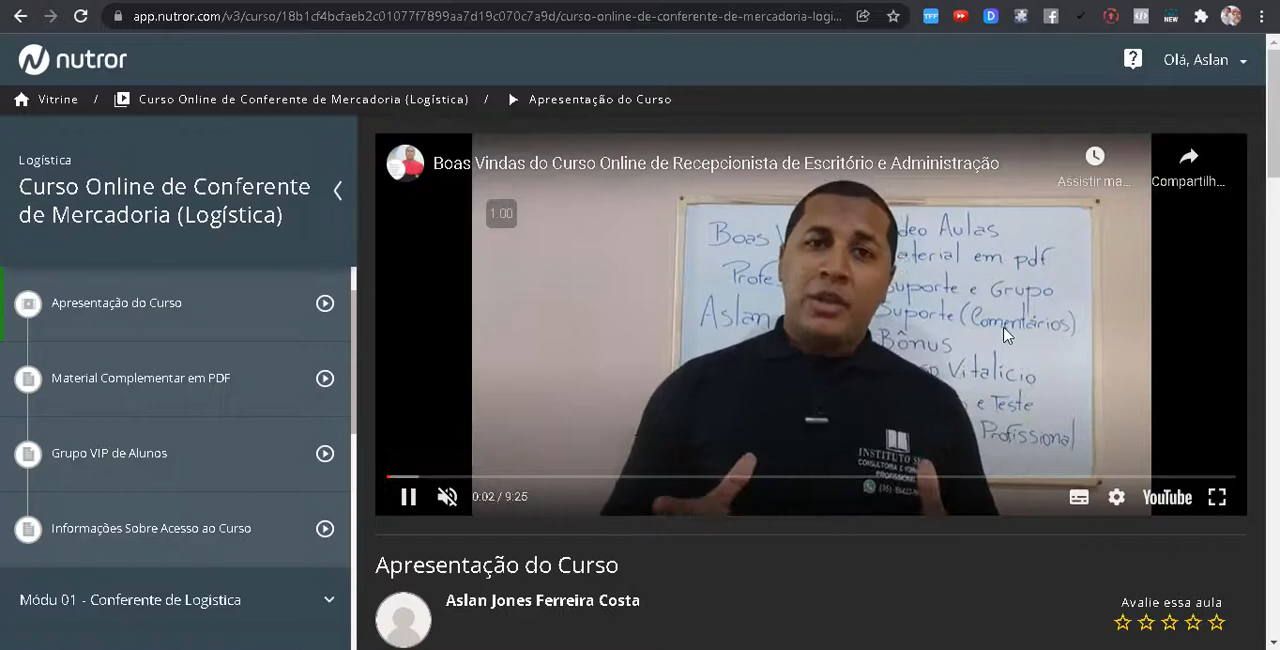 app.nutror.com/v3/curso/18b1cf4bcfaeb2c01077f7899aa7d19c070c7a9d/curso-online-de-conferente-de-mercadoria-logi...
nutror
Olá, Aslan
Vitrine / Curso Online de Conferente de Mercadoria (Logística) / Apresentação do Curso
Logística
Curso Online de Conferente
de Mercadoria (Logística)
Apresentação do Curso
Material Complementar em PDF
Grupo VIP de Alunos
Informações Sobre Acesso ao Curso
Módu 01 - Conferente de Logística
Boas Vindas do Curso Online de Recepcionista de Escritório e Administração
Assistir ma...
Compartilh...
1.00
Boas deo Aulas
aterial em pdf
Profe uporte e Grupo
Aslan Suporte (Comentários)
Bônus
Vitalício
e Teste
Profissional
INSTITUTO
CONSULTORIA E
PROFISSION
0:02 / 9:25
YouTube
Apresentação do Curso
Aslan Jones Ferreira Costa
Avalie essa aula